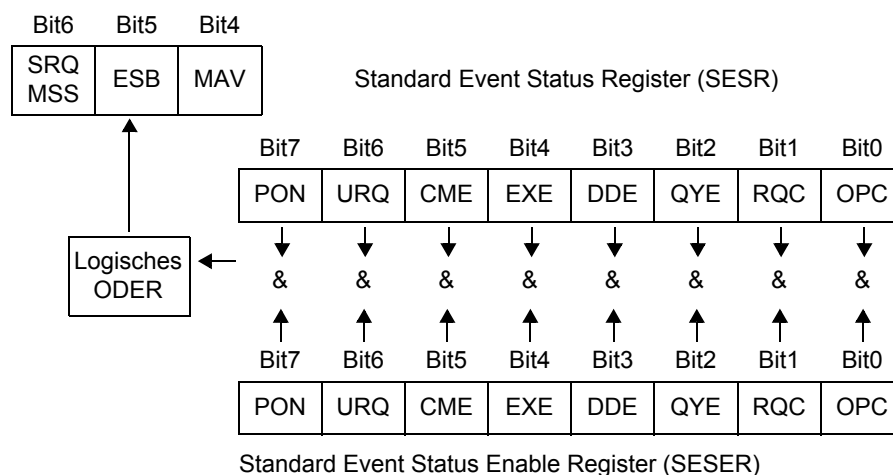 Bit6 Bit5 Bit4
SRQ MSS ESB MAV
Standard Event Status Register (SESR)
Bit7 Bit6 Bit5 Bit4 Bit3 Bit2 Bit1 Bit0
PON URQ CME EXE DDE QYE RQC OPC
Logisches
ODER
& & & & & & & &
Bit7 Bit6 Bit5 Bit4 Bit3 Bit2 Bit1 Bit0
PON URQ CME EXE DDE QYE RQC OPC
Standard Event Status Enable Register (SESER)